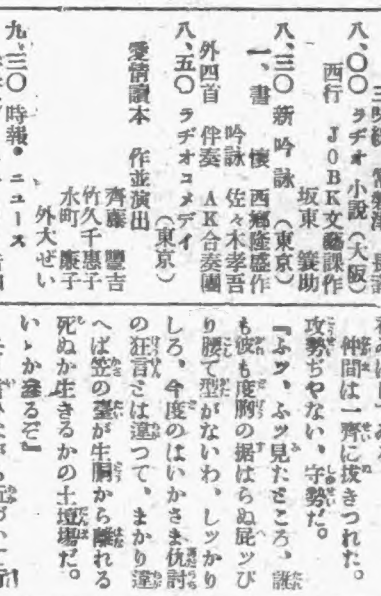 八、〇〇 ラヂオ小說（大阪）
西行 ＪＯＢＫ文藝課作
坂東 簑助
八、三〇 新吟詠（東京）
一、書懷 西郷隆盛作
吟詠 佐々木孝吾
外四首 伴奏 ＡＫ合奏團
八、五〇 ラヂオコメデイ
（東京）
愛情讀本 作並演出
齊藤 豐吉
竹久千惠子
水町 慶子
外大ぜい
九、三〇 時報・ニュース
仲間は一齊に拔きつれた。
攻勢ぢやない、守勢だ。
『ふッ、ふッ見たところ、誰
も彼も度胸の据はらぬ屁ッぴ
り腰で型がないわ、しッかり
しろ、今度のはいかさま仇討
の狂言とは違つて、まかり違
へば笠の臺が生胴から離れる
死ぬか生きるかの土壇場だ。
いゝか參るぞ』